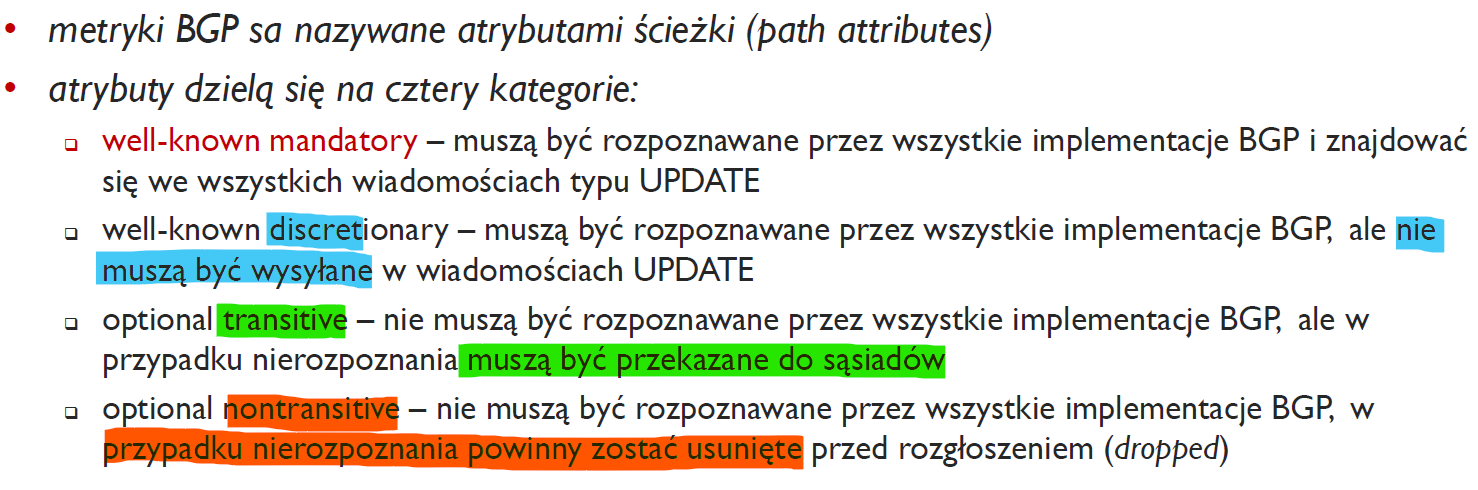 • metryki BGP sa nazywane atrybutami ścieżki (path attributes)
• atrybuty dzielą się na cztery kategorie:
❑ well-known mandatory – muszą być rozpoznawane przez wszystkie implementacje BGP i znajdować
się we wszystkich wiadomościach typu UPDATE
❑ well-known discretionary – muszą być rozpoznawane przez wszystkie implementacje BGP, ale nie
muszą być wysyłane w wiadomościach UPDATE
❑ optional transitive – nie muszą być rozpoznawane przez wszystkie implementacje BGP, ale w
przypadku nierozpoznania muszą być przekazane do sąsiadów
❑ optional nontransitive – nie muszą być rozpoznawane przez wszystkie implementacje BGP, w
przypadku nierozpoznania powinny zostać usunięte przed rozgłoszeniem (dropped)